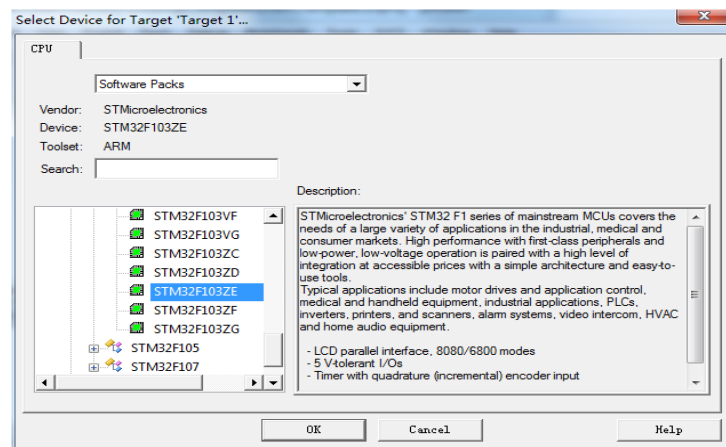 Select Device for Target 'Target 1'...
CPU
Software Packs
Vendor: STMicroelectronics
Device: STM32F103ZE
Toolset: ARM
Search:
Description:
STM32F103VF
STM32F103VG
STM32F103ZC
STM32F103ZD
STM32F103ZE
STM32F103ZF
STM32F103ZG
STM32F105
STM32F107
STMicroelectronics' STM32 F1 series of mainstream MCUs covers the
needs of a large variety of applications in the industrial, medical and
consumer markets. High performance with first-class peripherals and
low-power, low-voltage operation is paired with a high level of
integration at accessible prices with a simple architecture and easy-to-
use tools.
Typical applications include motor drives and application control,
medical and handheld equipment, industrial applications, PLCs,
inverters, printers, and scanners, alarm systems, video intercom, HVAC
and home audio equipment.
- LCD parallel interface, 8080/6800 modes
- 5 V-tolerant I/Os
- Timer with quadrature (incremental) encoder input
OK
Cancel
Help